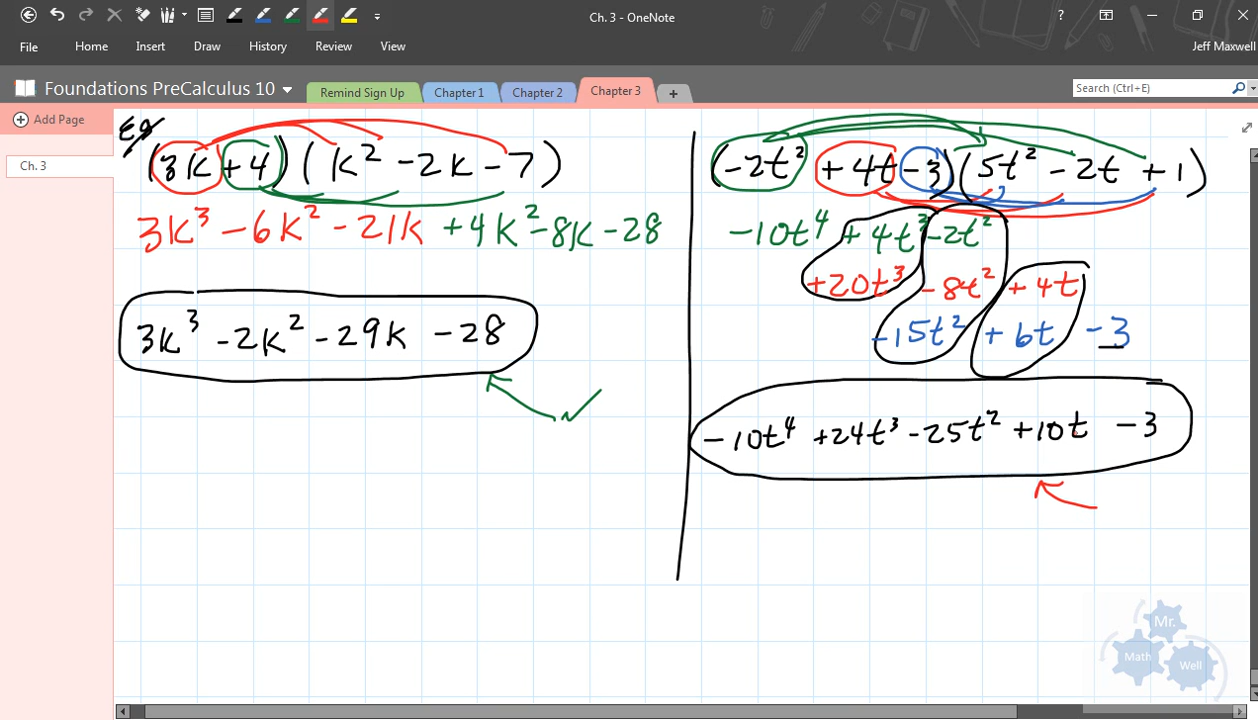 Ch. 3 - OneNote
?
File
Home
Insert
Draw
History
Review
View
Jeff Maxwell
Foundations PreCalculus 10
Remind Sign Up
Chapter 1
Chapter 2
Chapter 3
+
Search (Ctrl+E)
Add Page
Ch. 3
Eg
(3k +4)(k² -2k -7)
3k³ -6k² -21k +4k² -8k -28
3k³ -2k² -29k -28
(-2t² +4t -3)(5t² -2t +1)
-10t⁴ +4t³ -2t²
+20t³ -8t² +4t
-15t² +6t -3
-10t⁴ +24t³ -25t² +10t -3
Mr.
Math
Well